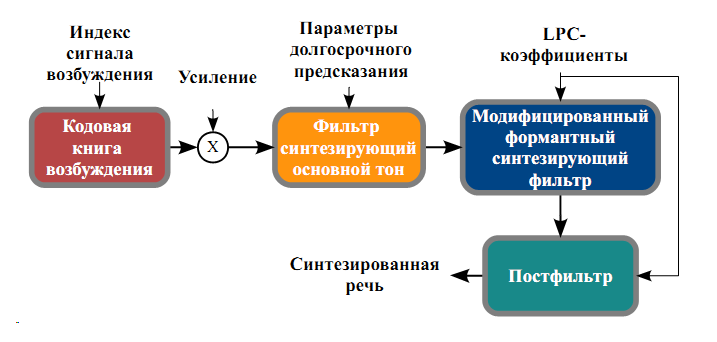 Индекс
сигнала
возбуждения
Усиление
Параметры
долгосрочного
предсказания
LPC-
коэффициенты
Кодовая
книга
возбуждения
X
Фильтр
синтезирующий
основной тон
Модифицированный
формантный
синтезирующий
фильтр
Синтезированная
речь
Постфильтр